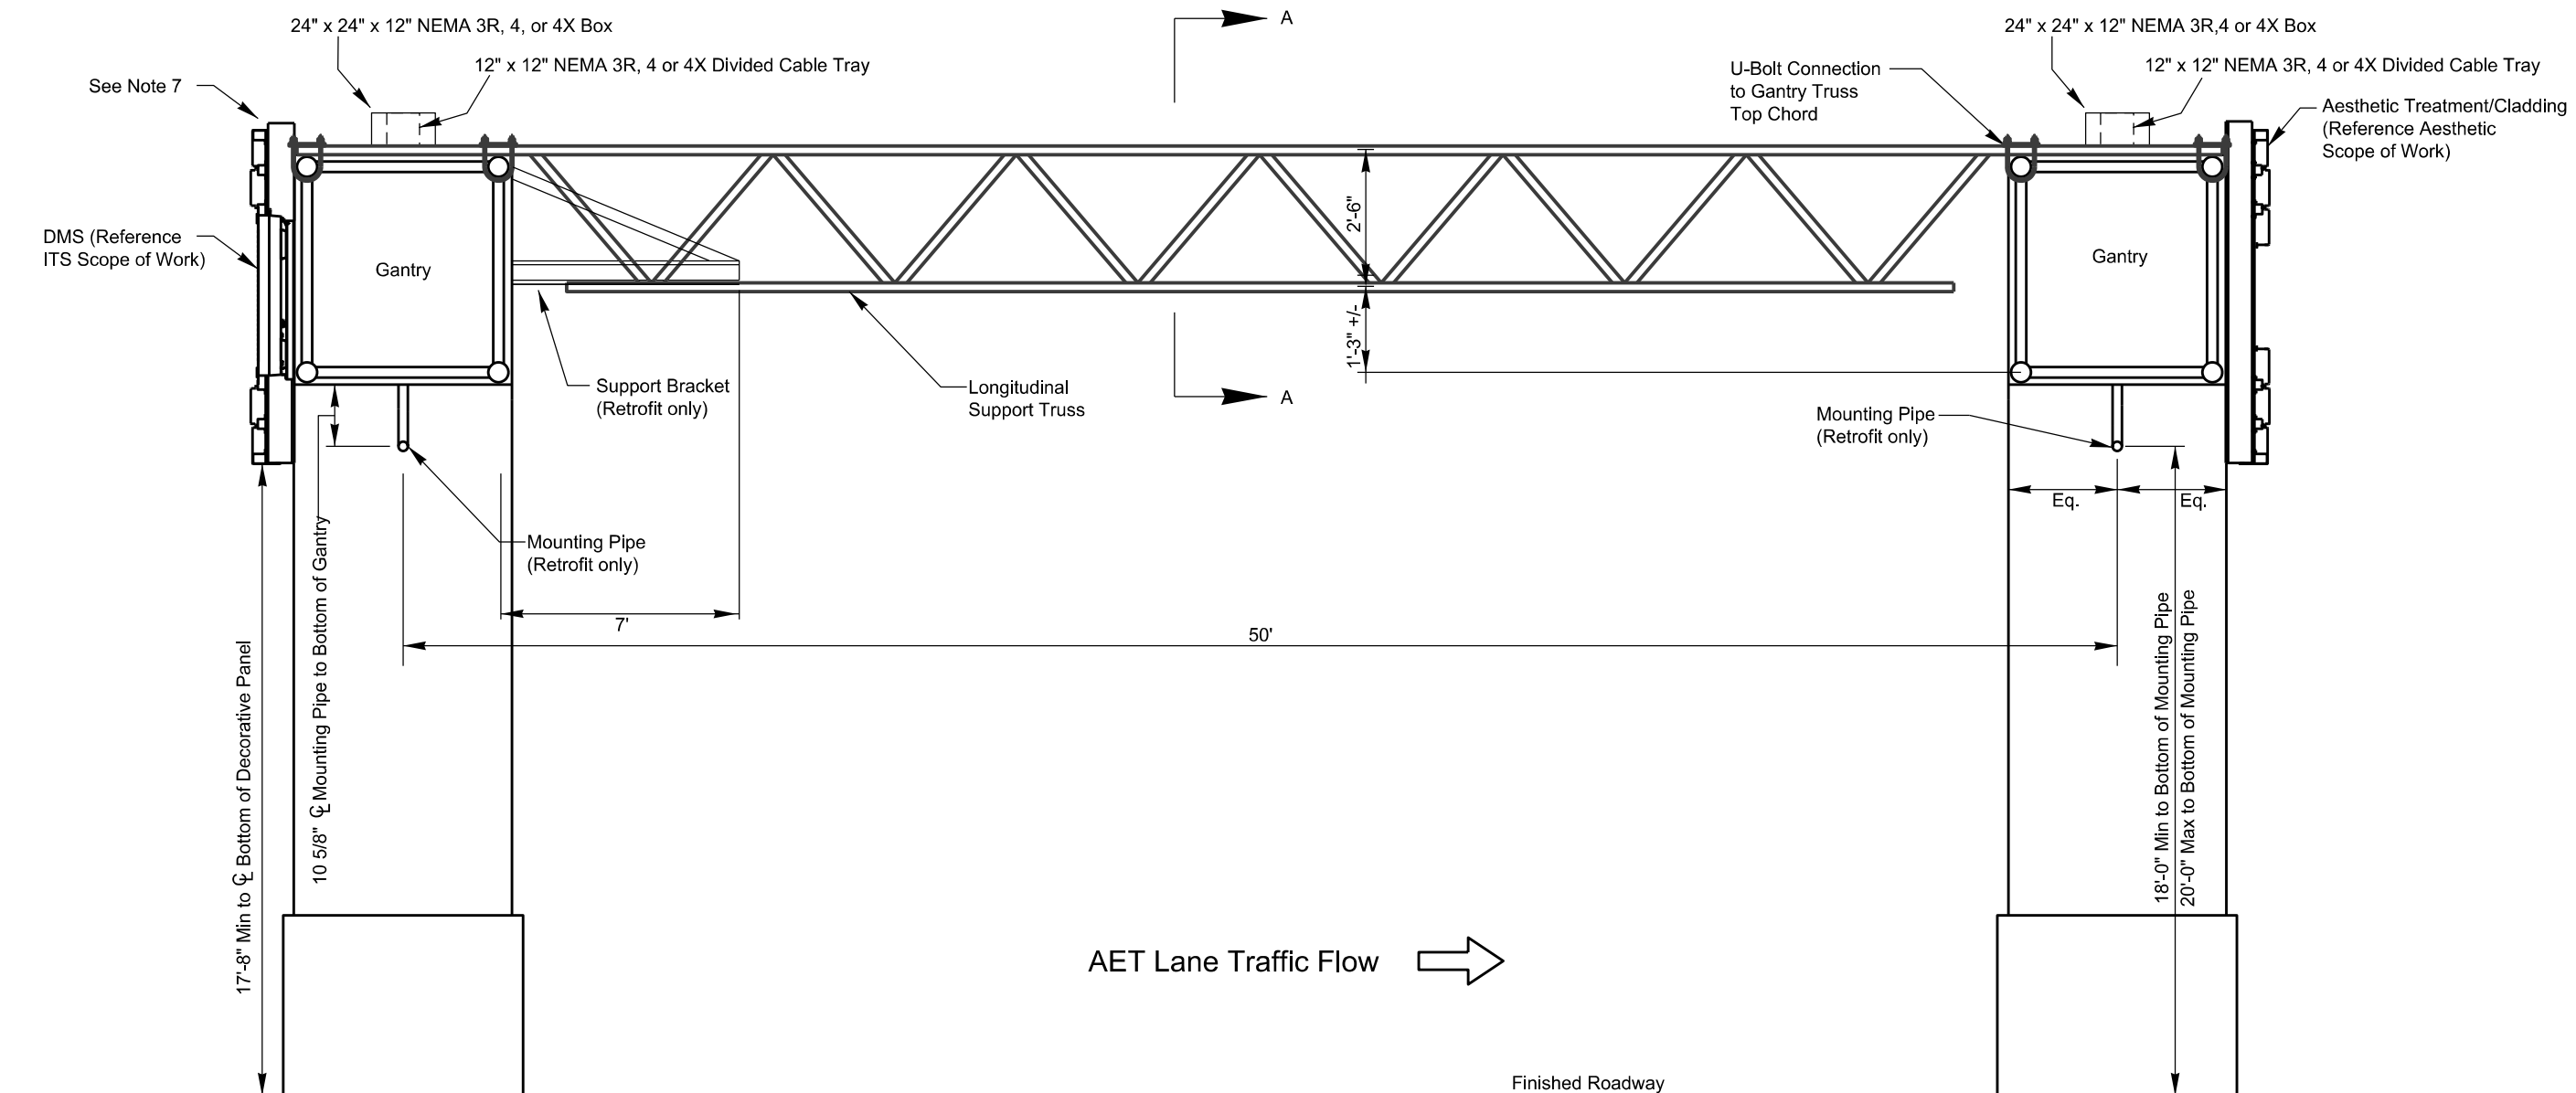 24" x 24" x 12" NEMA 3R, 4, or 4X Box
12" x 12" NEMA 3R, 4 or 4X Divided Cable Tray
See Note 7
DMS (Reference
ITS Scope of Work)
Gantry
Support Bracket
(Retrofit only)
Longitudinal
Support Truss
Mounting Pipe
(Retrofit only)
10 5/8" ℄ Mounting Pipe to Bottom of Gantry
17'-8" Min to ℄ Bottom of Decorative Panel
7'
50'
A
A
2'-6"
1'-3" +/-
24" x 24" x 12" NEMA 3R,4 or 4X Box
12" x 12" NEMA 3R, 4 or 4X Divided Cable Tray
U-Bolt Connection
to Gantry Truss
Top Chord
Aesthetic Treatment/Cladding
(Reference Aesthetic
Scope of Work)
Gantry
Mounting Pipe
(Retrofit only)
Eq.
Eq.
18'-0" Min to Bottom of Mounting Pipe
20'-0" Max to Bottom of Mounting Pipe
AET Lane Traffic Flow
Finished Roadway